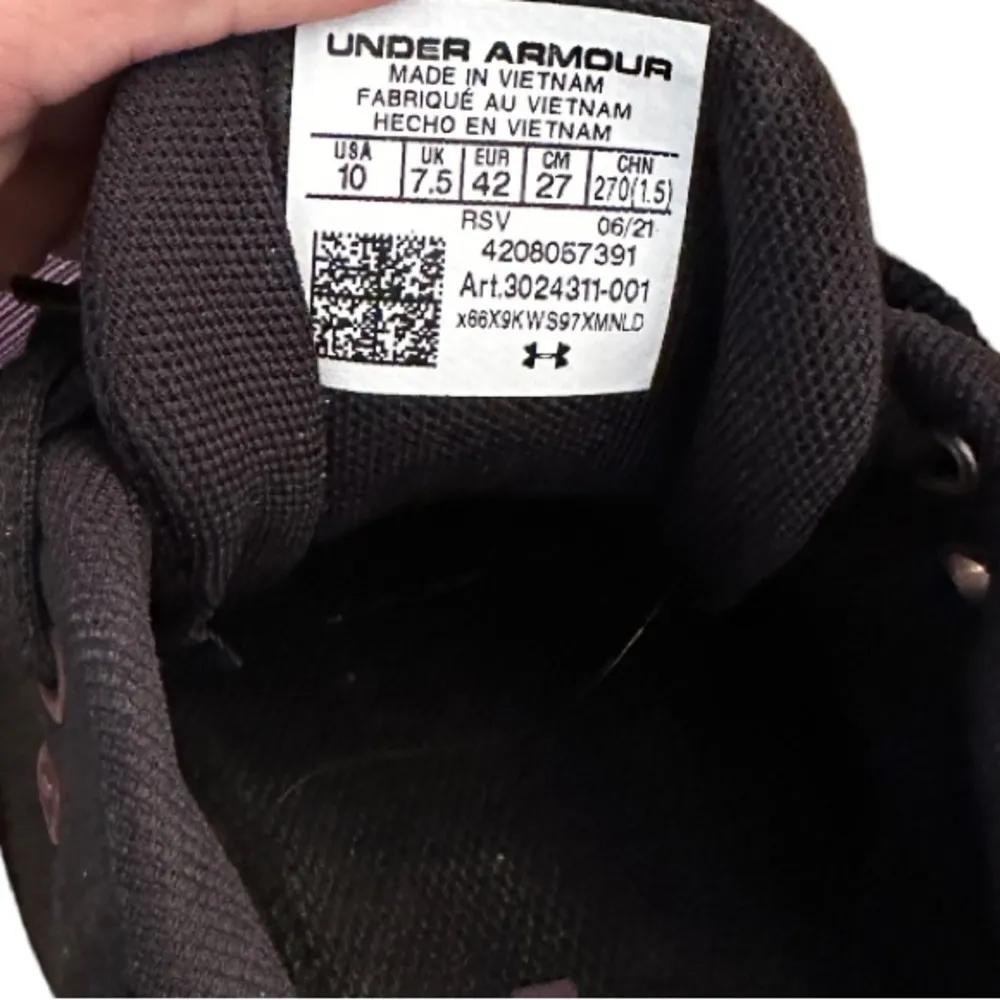 UNDER ARMOUR
MADE IN VIETNAM
FABRIQUÉ AU VIETNAM
HECHO EN VIETNAM
USA UK EUR CM CHN
10 7.5 42 27 270(1.5)
RSV 06/21
4208057391
Art.3024311-001
x66X9KWS97XMNLD